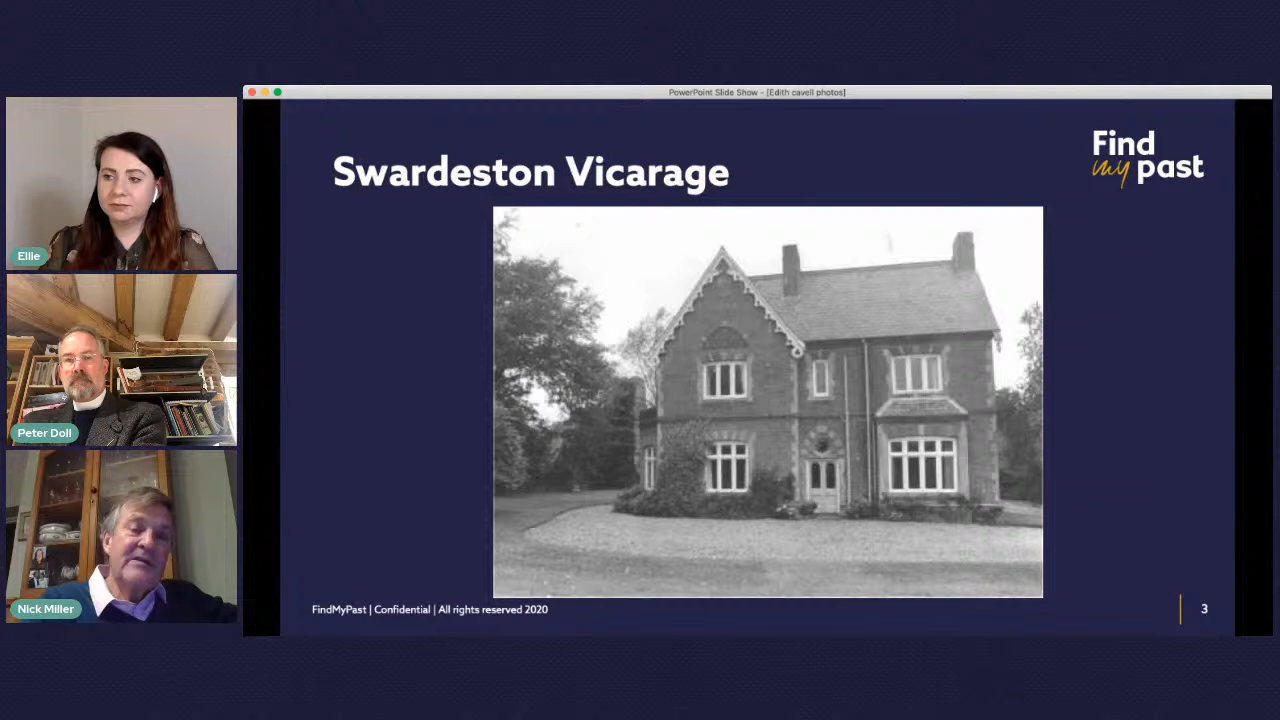 PowerPoint Slide Show - [Edith cavell photos]
Swardeston Vicarage
Find
my past
Ellie
Peter Doll
Nick Miller
FindMyPast | Confidential | All rights reserved 2020
3